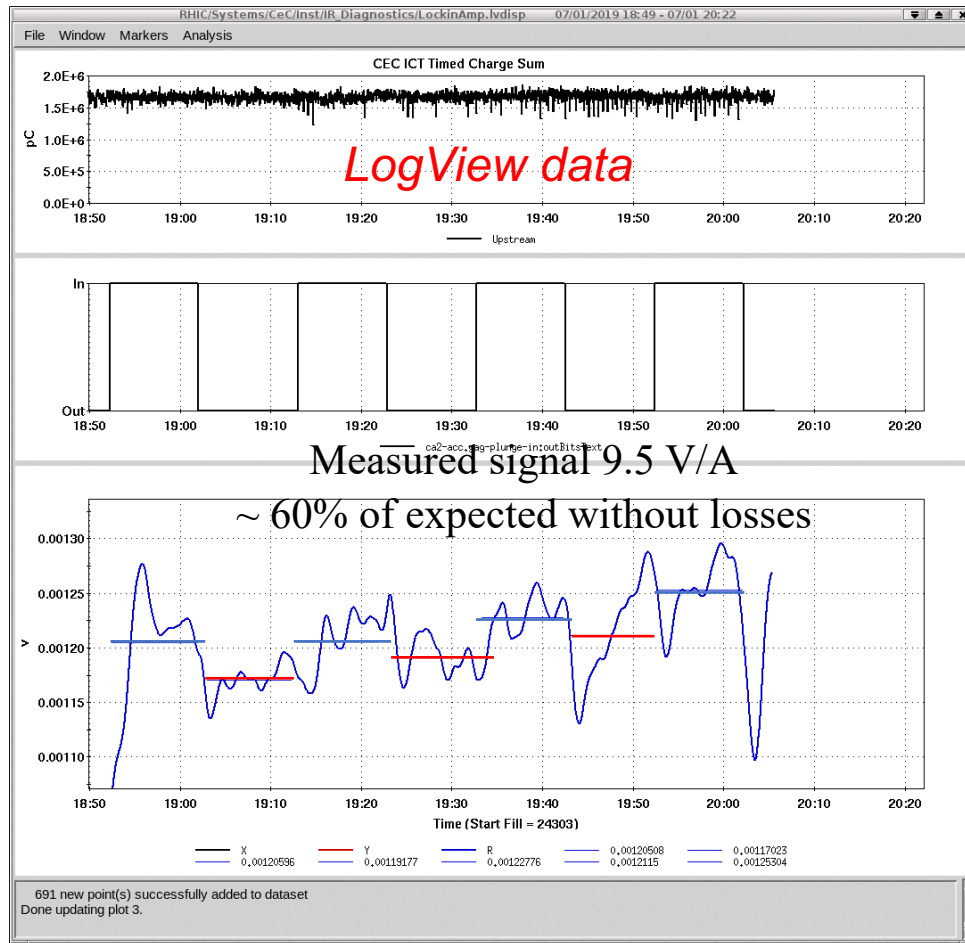 RHIC/Systems/CeC/Inst/IR_Diagnostics/LockinAmp.lvdisp 07/01/2019 18:49 - 07/01 20:22
File Window Markers Analysis
CEC ICT Timed Charge Sum
2.0E+6
1.5E+6
1.0E+6
5.0E+5
0.0E+0
pC
LogView data
18:50 19:00 19:10 19:20 19:30 19:40 19:50 20:00 20:10 20:20
Upstream
In
Out
18:50 19:00 19:10 19:20 19:30 19:40 19:50 20:00 20:10 20:20
Measured signal 9.5 V/A
~ 60% of expected without losses
0.00130
0.00125
0.00120
0.00115
0.00110
v
18:50 19:00 19:10 19:20 19:30 19:40 19:50 20:00 20:10 20:20
Time (Start Fill = 24303)
X Y R 0.00120508 0.00117023
0.00120596 0.00119177 0.00122776 0.0012115 0.00125304
691 new point(s) successfully added to dataset
Done updating plot 3.